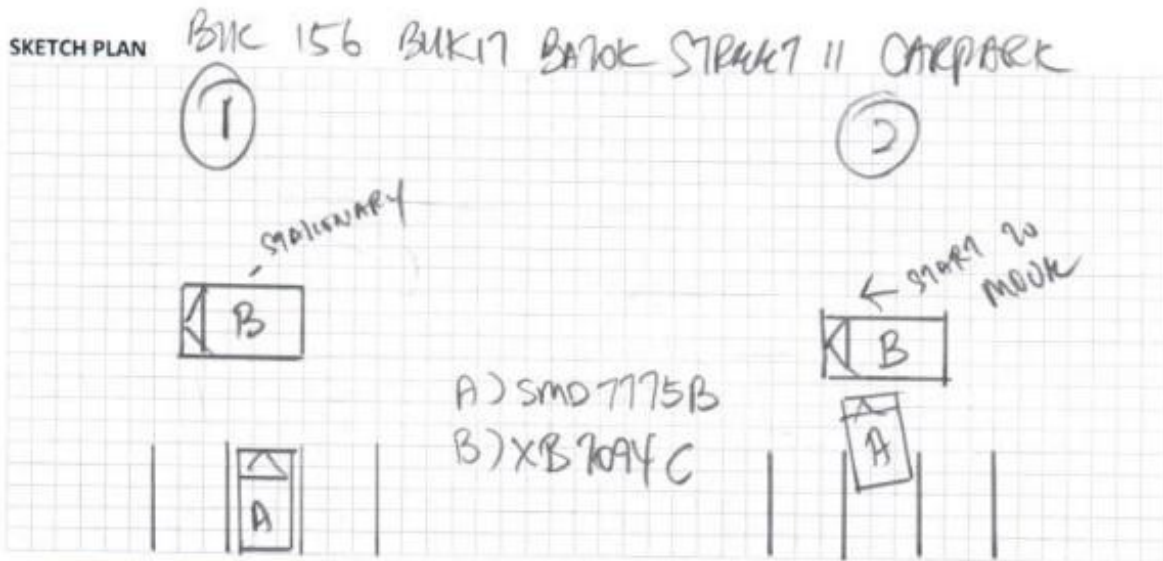 SKETCH PLAN BLK 156 BUKIT BATOK STREET 11 CARPARK
1
2
STATIONARY
START TO
MOVE
B
B
A) SMD7775B
B) XB7094C
A
A